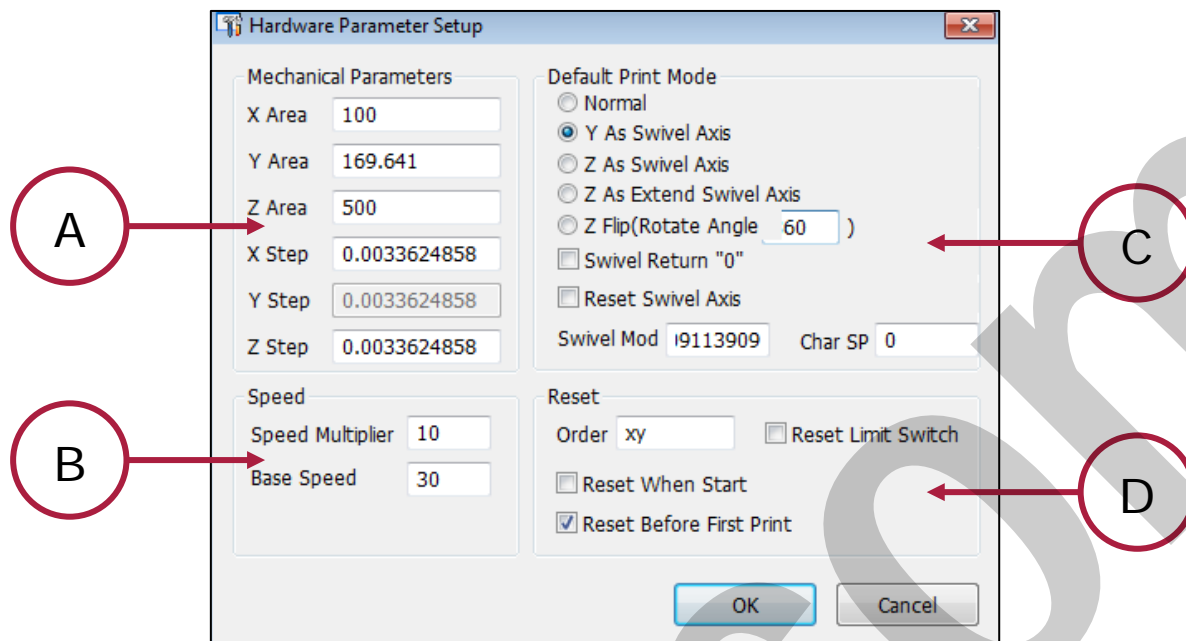 Hardware Parameter Setup
Mechanical Parameters
X Area 100
Y Area 169.641
Z Area 500
X Step 0.0033624858
Y Step 0.0033624858
Z Step 0.0033624858
A
Default Print Mode
Normal
Y As Swivel Axis
Z As Swivel Axis
Z As Extend Swivel Axis
Z Flip(Rotate Angle 60 )
Swivel Return "0"
Reset Swivel Axis
Swivel Mod 9113909 Char SP 0
C
Speed
Speed Multiplier 10
Base Speed 30
B
Reset
Order xy Reset Limit Switch
Reset When Start
Reset Before First Print
D
OK Cancel